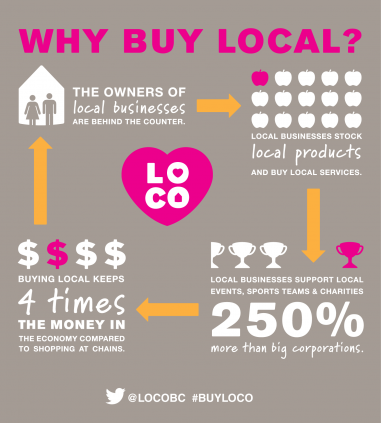 WHY BUY LOCAL?
THE OWNERS OF
local businesses
ARE BEHIND THE COUNTER.
LOCAL BUSINESSES STOCK
local products
AND BUY LOCAL SERVICES.
LO
CO
$ $ $ $
BUYING LOCAL KEEPS
4 times
THE MONEY IN
THE ECONOMY COMPARED
TO SHOPPING AT CHAINS.
LOCAL BUSINESSES SUPPORT LOCAL
EVENTS, SPORTS TEAMS & CHARITIES
250%
more than big corporations.
@LOCOBC #BUYLOCO